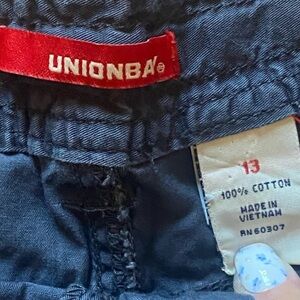 UNIONBAY®
13
100% COTTON
MADE IN
VIETNAM
RN 60307